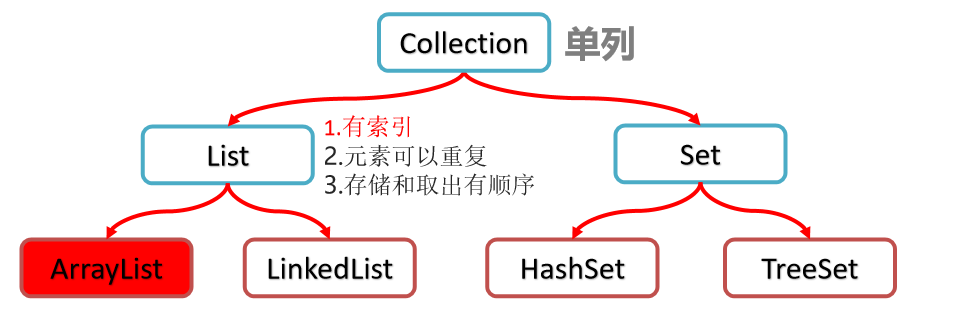 Collection 单列
List
1.有索引
2.元素可以重复
3.存储和取出有顺序
Set
ArrayList
LinkedList
HashSet
TreeSet